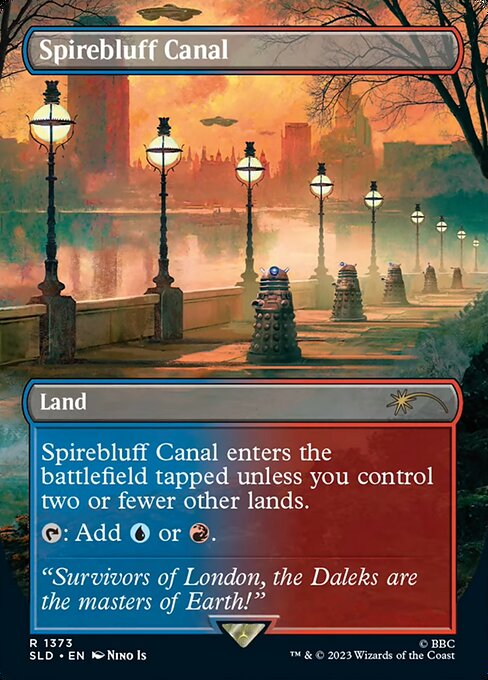 Spirebluff Canal
Land
Spirebluff Canal enters the
battlefield tapped unless you control
two or fewer other lands.
: Add or .
“Survivors of London, the Daleks are
the masters of Earth!”
R 1373
SLD • EN Nino Is
© BBC
™ & © 2023 Wizards of the Coast